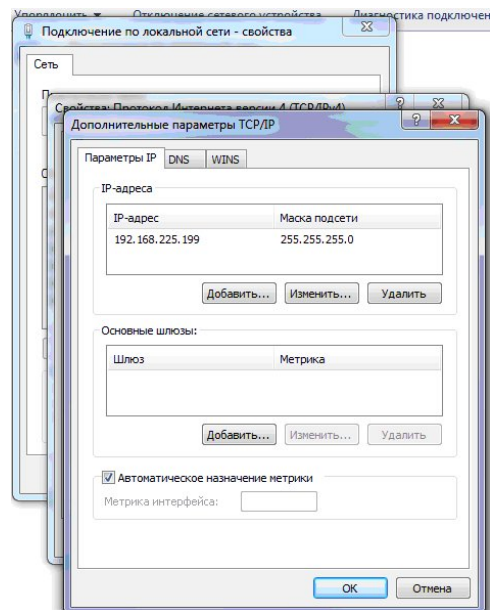 Упорядочить Отключение сетевого устройства Диагностика подключен
Подключение по локальной сети - свойства
Сеть
Свойства: Протокол Интернета версии 4 (TCP/IPv4)
Дополнительные параметры TCP/IP
Параметры IP DNS WINS
IP-адреса
IP-адрес Маска подсети
192.168.225.199 255.255.255.0
Добавить... Изменить... Удалить
Основные шлюзы:
Шлюз Метрика
Добавить... Изменить... Удалить
Автоматическое назначение метрики
Метрика интерфейса:
OK Отмена